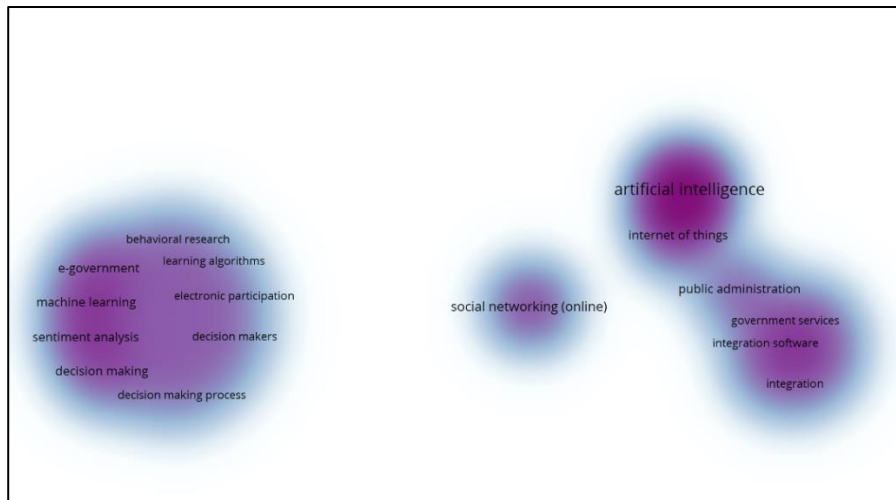 behavioral research
learning algorithms
e-government
electronic participation
machine learning
sentiment analysis
decision makers
decision making
decision making process
social networking (online)
artificial intelligence
internet of things
public administration
government services
integration software
integration